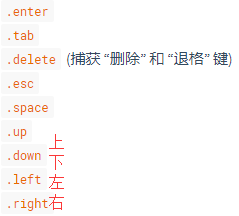 .enter
.tab
.delete (捕获 “删除” 和 “退格” 键)
.esc
.space
.up 上
.down 下
.left 左
.right 右